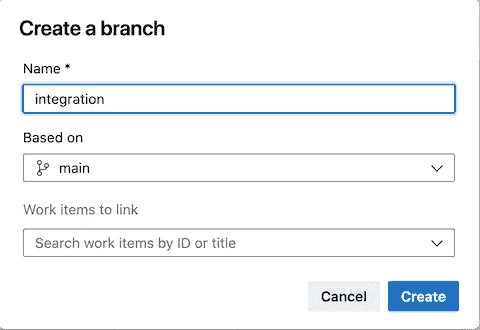 Create a branch
Name *
integration
Based on
main
Work items to link
Search work items by ID or title
Cancel
Create